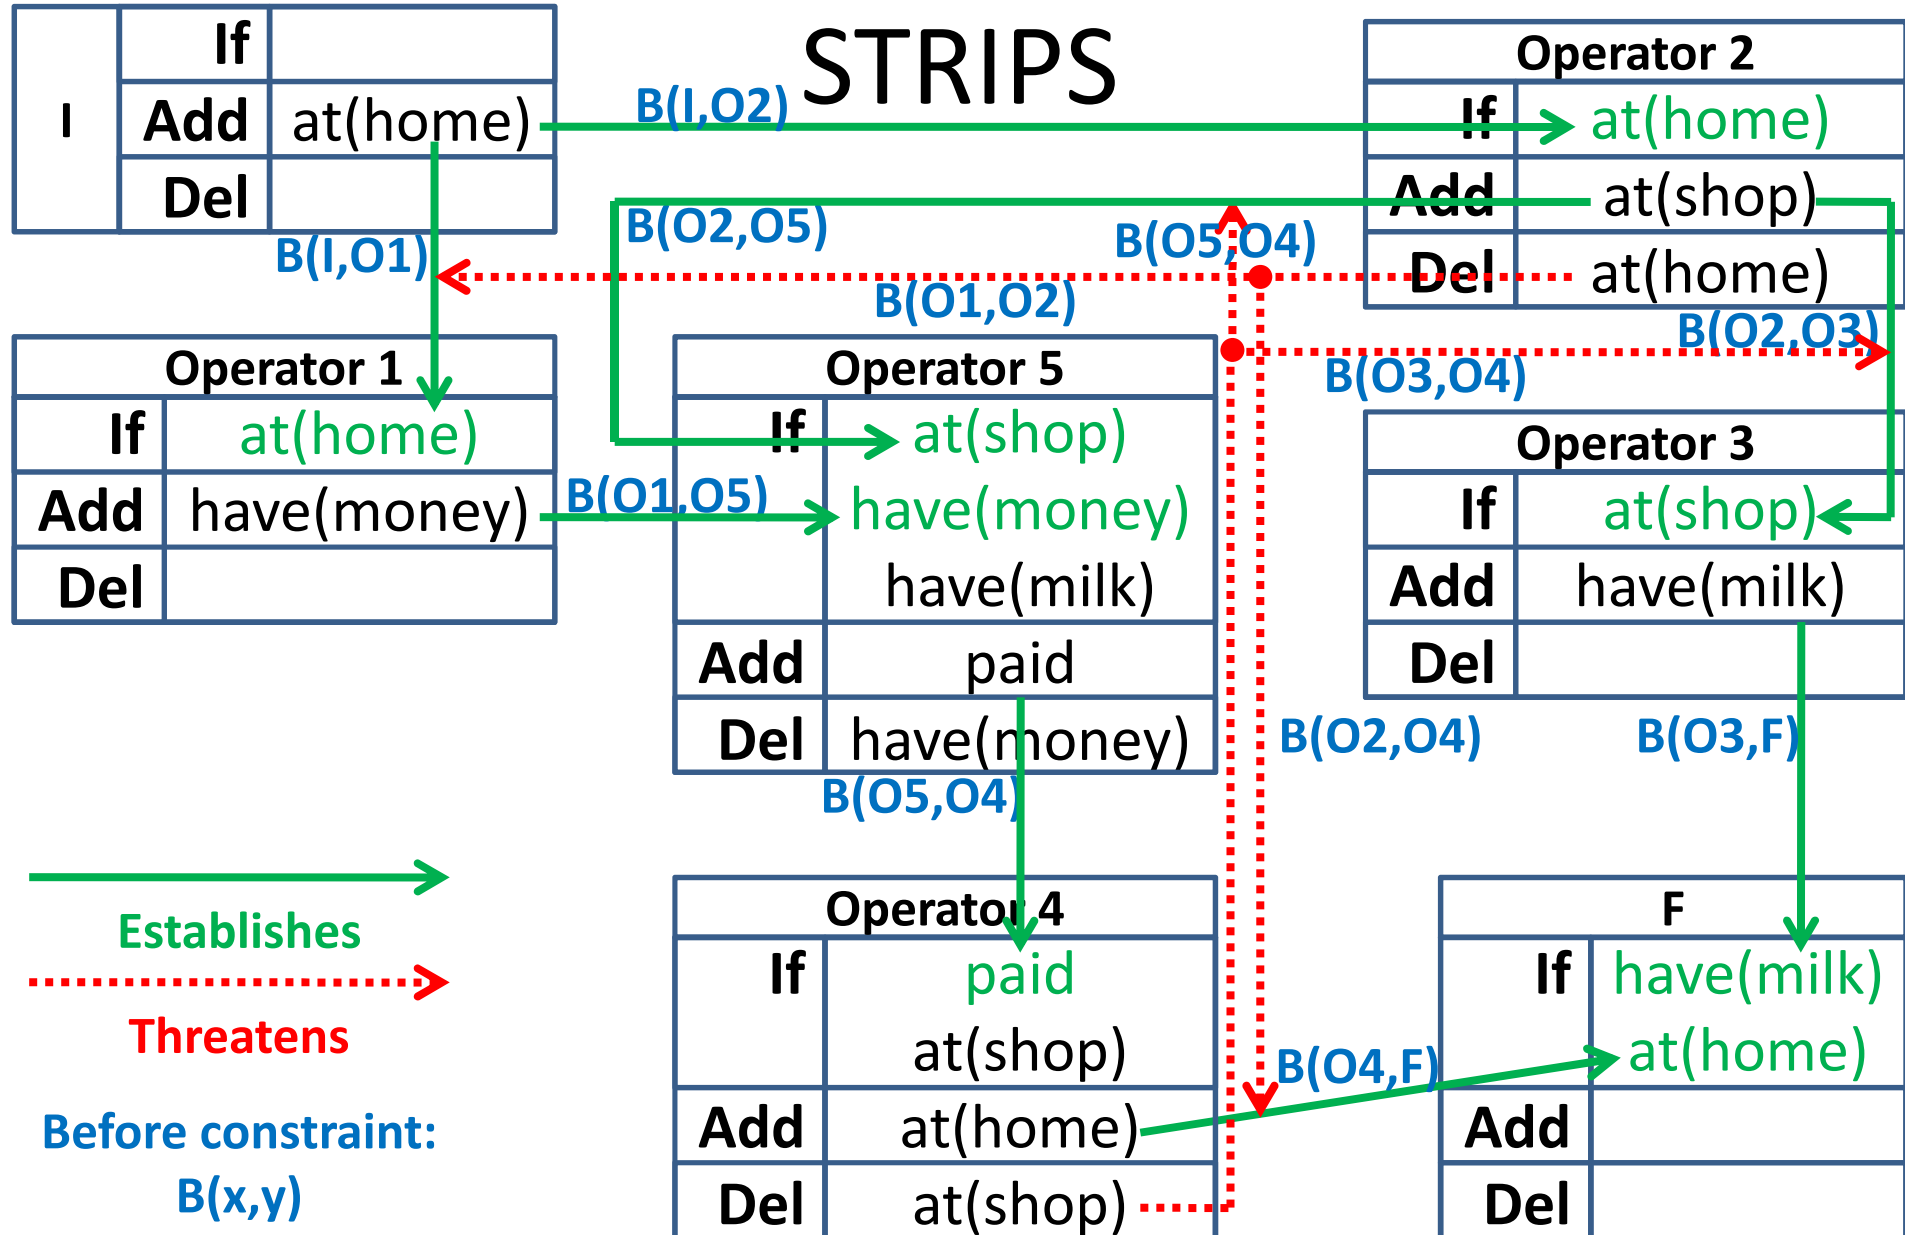 STRIPS
I
If
Add at(home)
Del
B(I,O2)
Operator 2
If at(home)
Add at(shop)
Del at(home)
B(I,O1)
B(O2,O5)
B(O5,O4)
B(O1,O2)
B(O2,O3)
B(O3,O4)
Operator 1
If at(home)
Add have(money)
Del
B(O1,O5)
Operator 5
If at(shop)
have(money)
have(milk)
Add paid
Del have(money)
Operator 3
If at(shop)
Add have(milk)
Del
B(O5,O4)
B(O2,O4)
B(O3,F)
Establishes
Threatens
Before constraint:
B(x,y)
Operator 4
If paid
at(shop)
Add at(home)
Del at(shop)
B(O4,F)
F
If have(milk)
at(home)
Add
Del